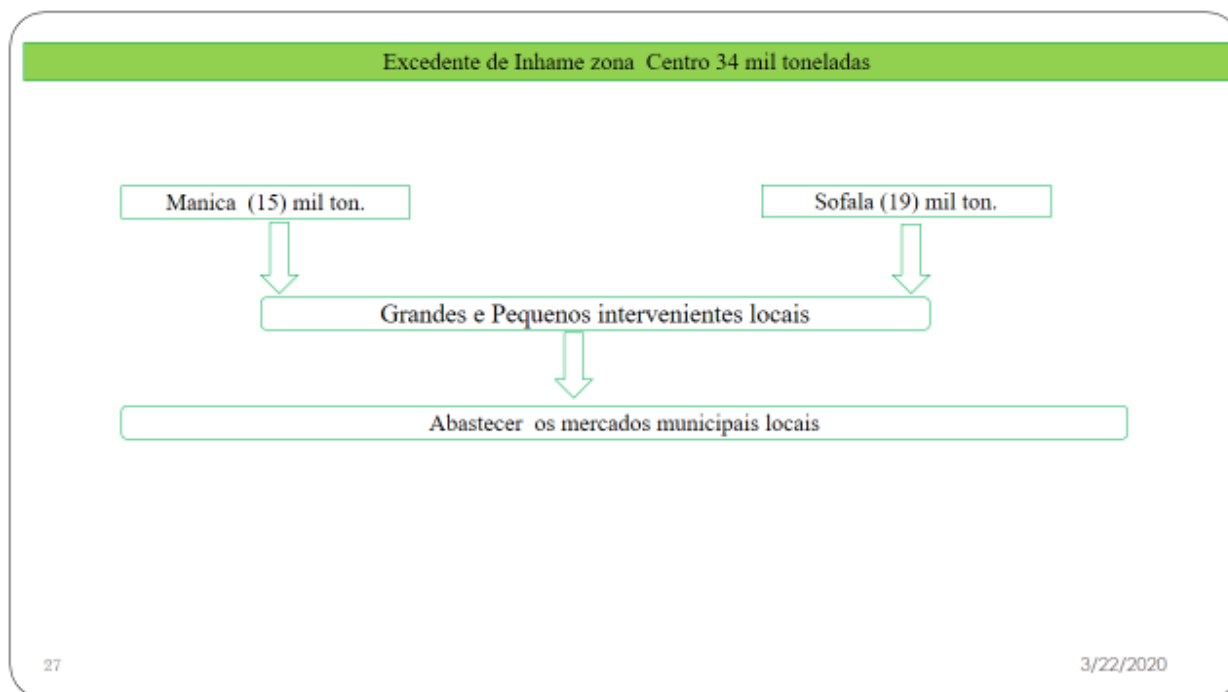 Excedente de Inhame zona Centro 34 mil toneladas
Manica (15) mil ton.
Sofala (19) mil ton.
Grandes e Pequenos intervenientes locais
Abastecer os mercados municipais locais
27
3/22/2020